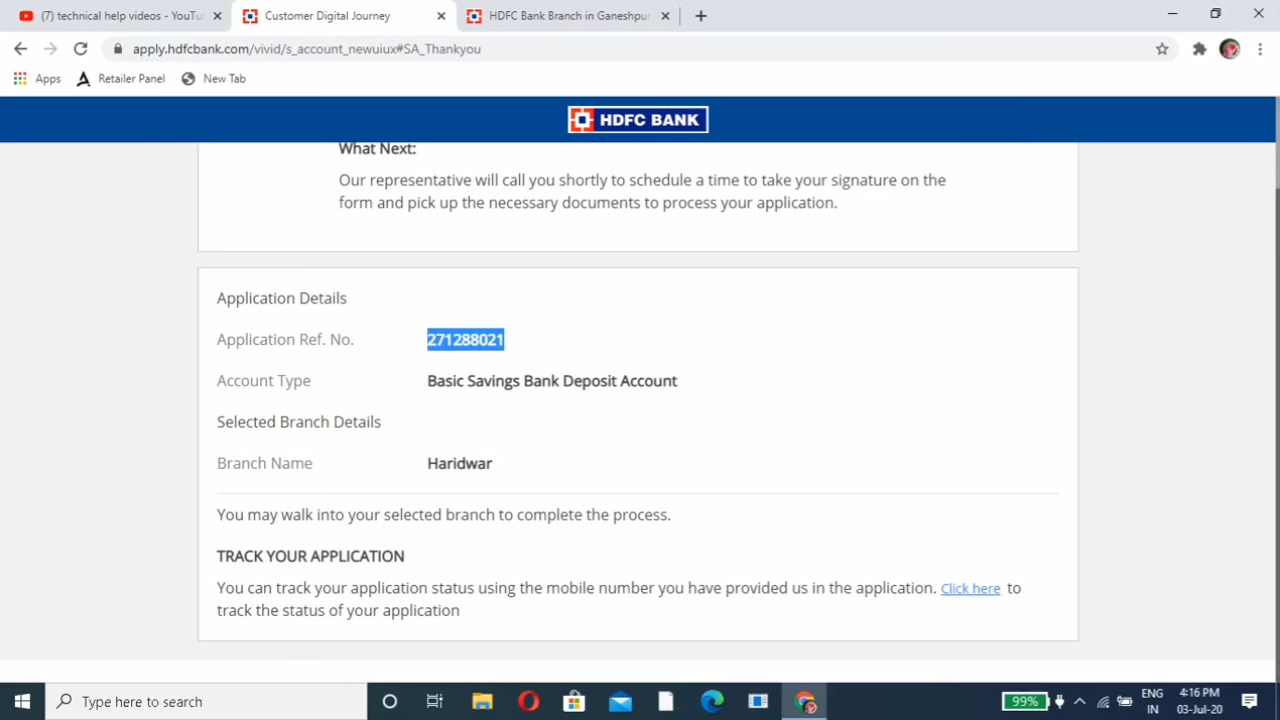 (7) technical help videos - YouTu
Customer Digital Journey
HDFC Bank Branch in Ganeshpur
apply.hdfcbank.com/vivid/s_account_newuiux#SA_Thankyou
Apps
Retailer Panel
New Tab
HDFC BANK
What Next:
Our representative will call you shortly to schedule a time to take your signature on the
form and pick up the necessary documents to process your application.
Application Details
Application Ref. No. 271288021
Account Type Basic Savings Bank Deposit Account
Selected Branch Details
Branch Name Haridwar
You may walk into your selected branch to complete the process.
TRACK YOUR APPLICATION
You can track your application status using the mobile number you have provided us in the application. Click here to
track the status of your application
Type here to search
99%
ENG
IN
4:16 PM
03-Jul-20